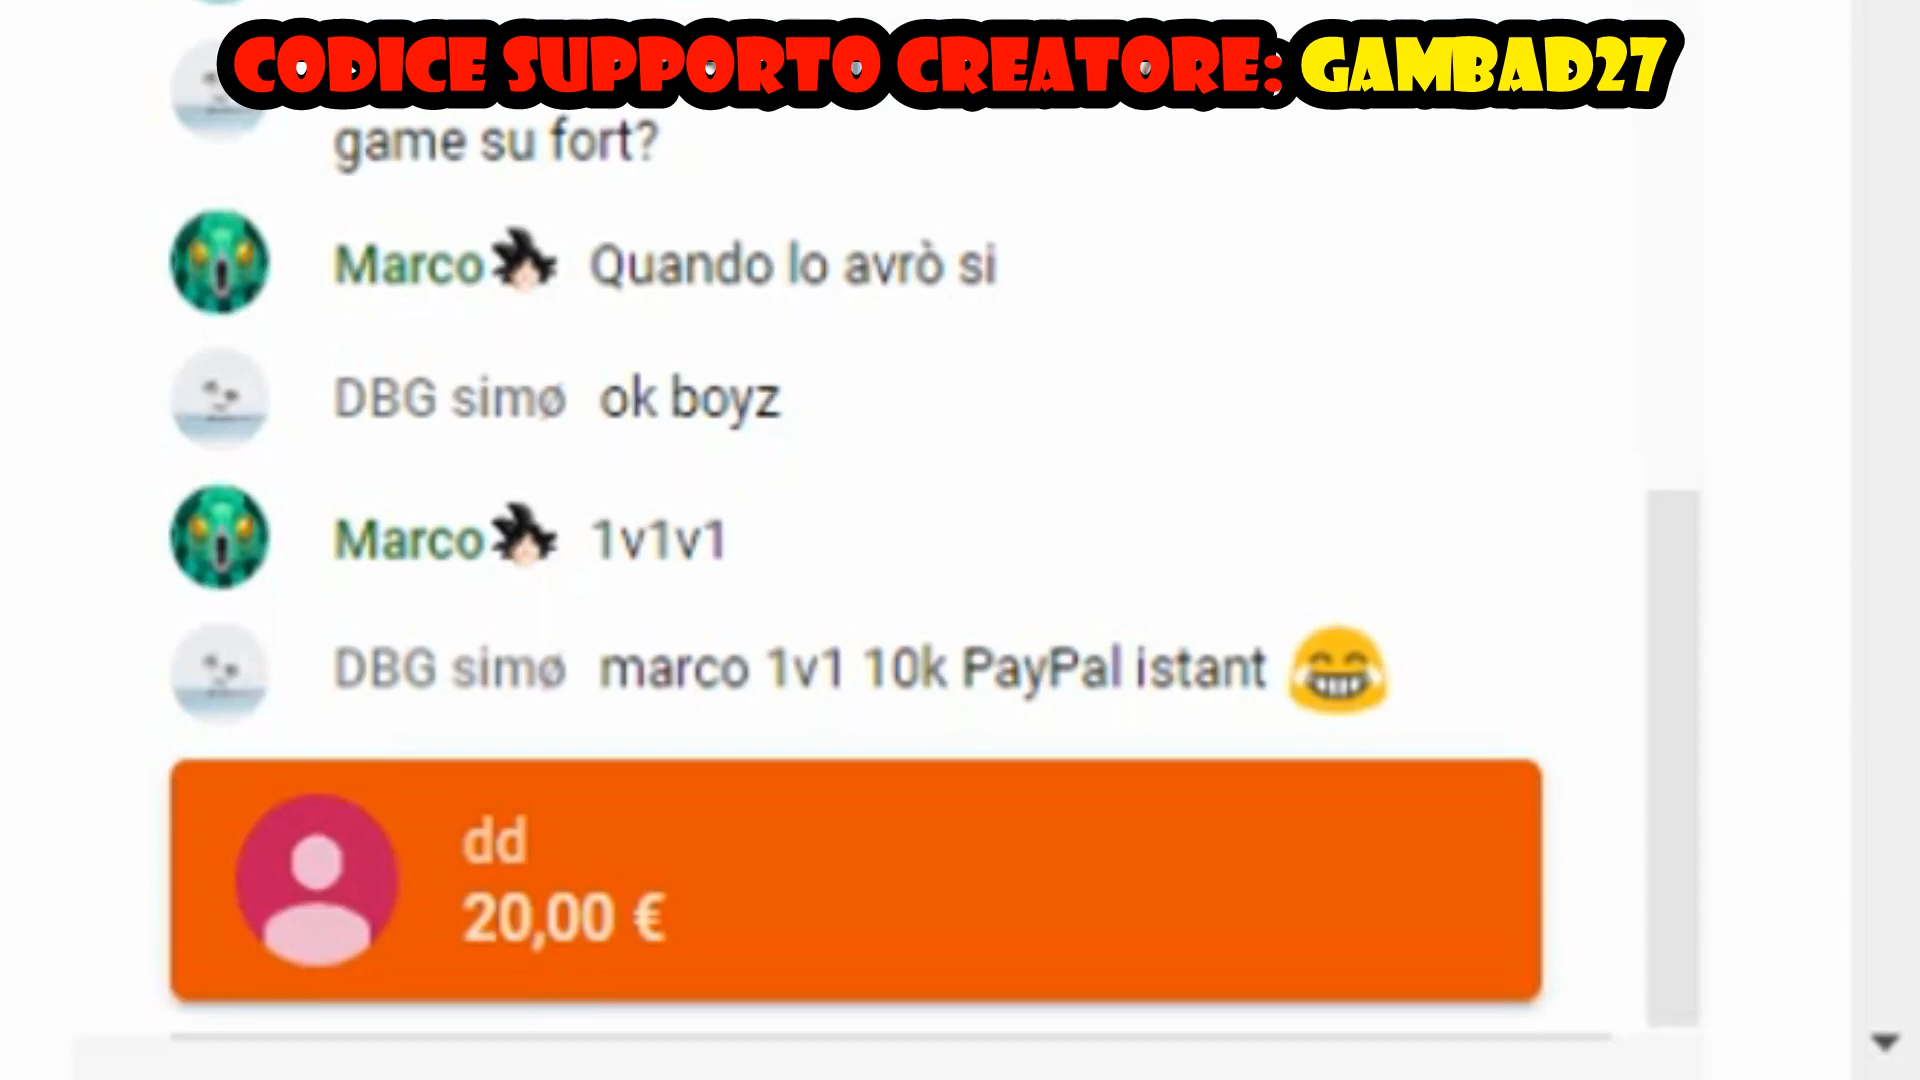 CODICE SUPPORTO CREATORE: GAMBAD27
game su fort?
Marco Quando lo avrò si
DBG simø ok boyz
Marco 1v1v1
DBG simø marco 1v1 10k PayPal istant 😂
dd
20,00 €